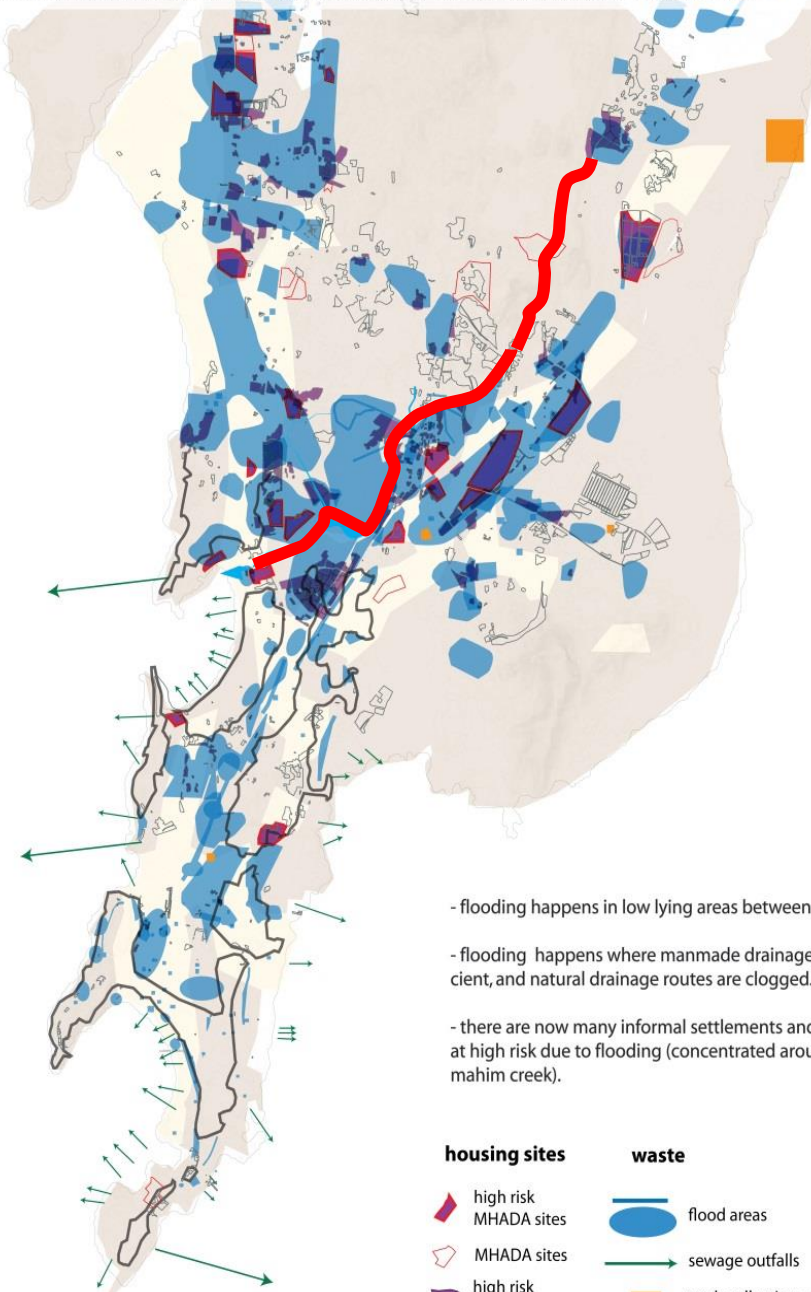 - flooding happens in low lying areas between
- flooding happens where manmade drainage
cient, and natural drainage routes are clogged.
- there are now many informal settlements and
at high risk due to flooding (concentrated arou
mahim creek).
housing sites
high risk
MHADA sites
MHADA sites
high risk
waste
flood areas
sewage outfalls